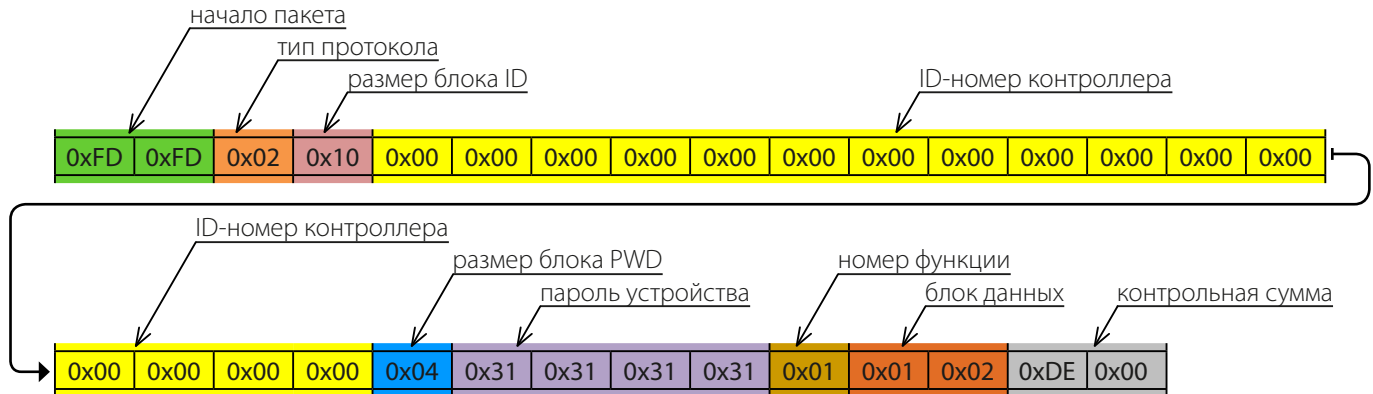 начало пакета
тип протокола
размер блока ID
ID-номер контроллера
0xFD 0xFD 0x02 0x10 0x00 0x00 0x00 0x00 0x00 0x00 0x00 0x00 0x00 0x00 0x00 0x00
ID-номер контроллера
размер блока PWD
номер функции
пароль устройства
блок данных
контрольная сумма
0x00 0x00 0x00 0x00 0x04 0x31 0x31 0x31 0x31 0x01 0x01 0x02 0xDE 0x00